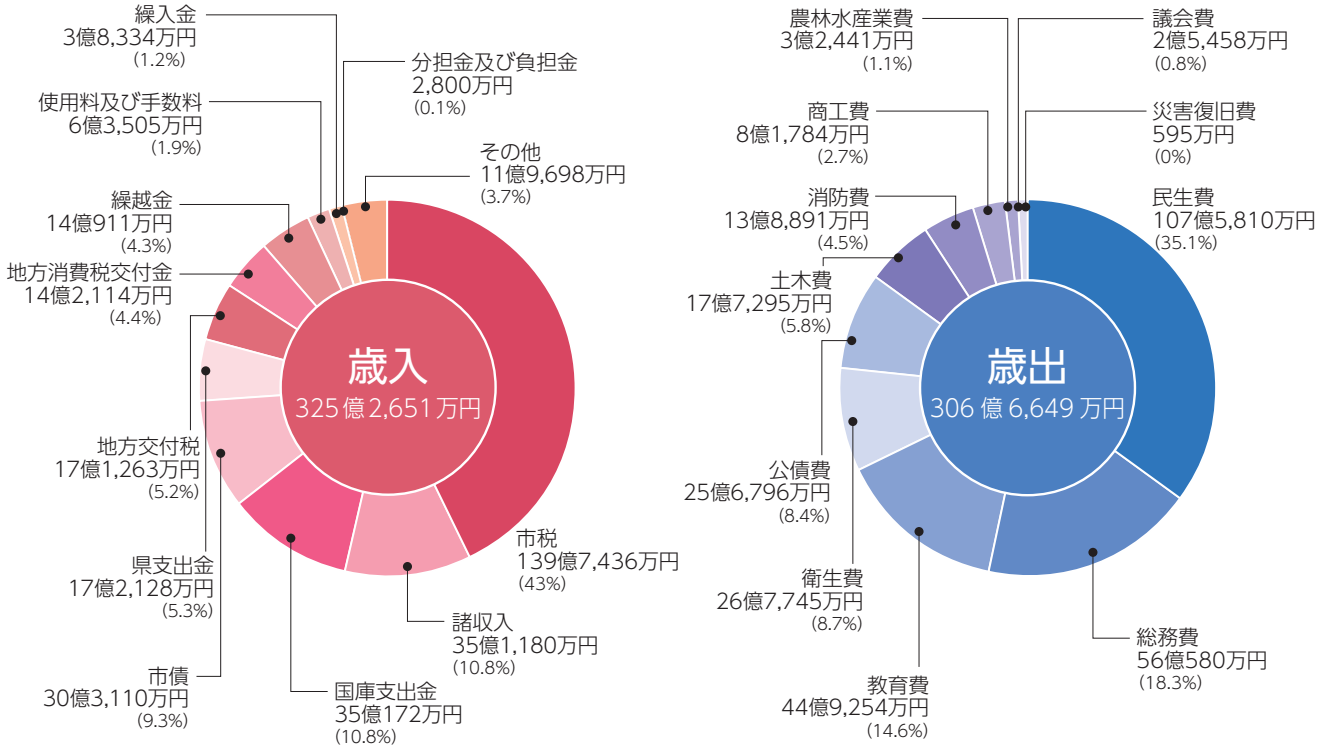 繰入金
3億8,334万円
(1.2%)
分担金及び負担金
2,800万円
(0.1%)
使用料及び手数料
6億3,505万円
(1.9%)
その他
11億9,698万円
(3.7%)
繰越金
14億911万円
(4.3%)
地方消費税交付金
14億2,114万円
(4.4%)
歳入
325億2,651万円
地方交付税
17億1,263万円
(5.2%)
県支出金
17億2,128万円
(5.3%)
市債
30億3,110万円
(9.3%)
国庫支出金
35億172万円
(10.8%)
諸収入
35億1,180万円
(10.8%)
市税
139億7,436万円
(43%)
農林水産業費
3億2,441万円
(1.1%)
議会費
2億5,458万円
(0.8%)
商工費
8億1,784万円
(2.7%)
災害復旧費
595万円
(0%)
消防費
13億8,891万円
(4.5%)
民生費
107億5,810万円
(35.1%)
土木費
17億7,295万円
(5.8%)
歳出
306億6,649万円
公債費
25億6,796万円
(8.4%)
衛生費
26億7,745万円
(8.7%)
教育費
44億9,254万円
(14.6%)
総務費
56億580万円
(18.3%)